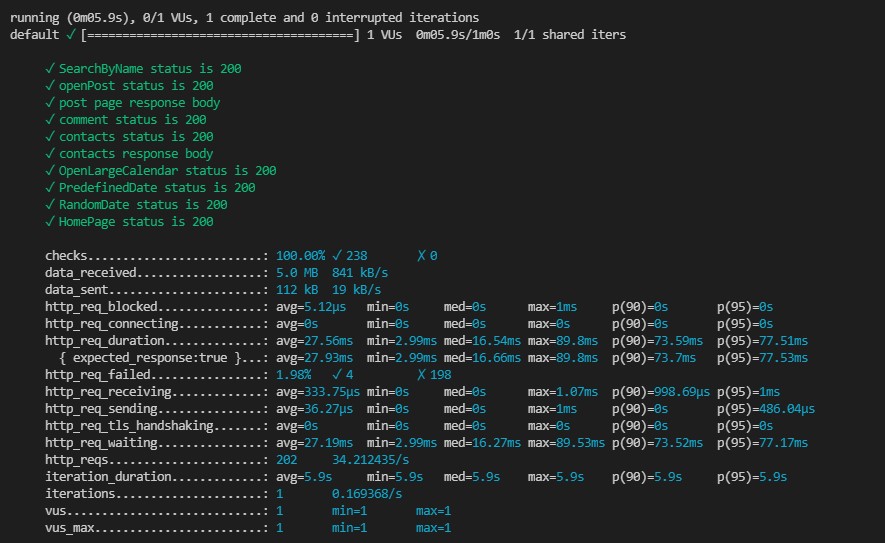 running (0m05.9s), 0/1 VUs, 1 complete and 0 interrupted iterations
default ✓ [======================================] 1 VUs  0m05.9s/1m0s  1/1 shared iters

     ✓ SearchByName status is 200
     ✓ openPost status is 200
     ✓ post page response body
     ✓ comment status is 200
     ✓ contacts status is 200
     ✓ contacts response body
     ✓ OpenLargeCalendar status is 200
     ✓ PredefinedDate status is 200
     ✓ RandomDate status is 200
     ✓ HomePage status is 200

     checks.........................: 100.00% ✓ 238       ✗ 0
     data_received..................: 5.0 MB  841 kB/s
     data_sent......................: 112 kB  19 kB/s
     http_req_blocked...............: avg=5.12µs   min=0s     med=0s      max=1ms     p(90)=0s       p(95)=0s
     http_req_connecting............: avg=0s       min=0s     med=0s      max=0s      p(90)=0s       p(95)=0s
     http_req_duration..............: avg=27.56ms  min=2.99ms med=16.54ms max=89.8ms  p(90)=73.59ms  p(95)=77.51ms
       { expected_response:true }...: avg=27.93ms  min=2.99ms med=16.66ms max=89.8ms  p(90)=73.7ms   p(95)=77.53ms
     http_req_failed................: 1.98%   ✓ 4         ✗ 198
     http_req_receiving.............: avg=333.75µs min=0s     med=0s      max=1.07ms  p(90)=998.69µs p(95)=1ms
     http_req_sending...............: avg=36.27µs  min=0s     med=0s      max=1ms     p(90)=0s       p(95)=486.04µs
     http_req_tls_handshaking.......: avg=0s       min=0s     med=0s      max=0s      p(90)=0s       p(95)=0s
     http_req_waiting...............: avg=27.19ms  min=2.99ms med=16.27ms max=89.53ms p(90)=73.52ms  p(95)=77.17ms
     http_reqs......................: 202     34.212435/s
     iteration_duration.............: avg=5.9s     min=5.9s   med=5.9s    max=5.9s    p(90)=5.9s     p(95)=5.9s
     iterations.....................: 1       0.169368/s
     vus............................: 1       min=1       max=1
     vus_max........................: 1       min=1       max=1